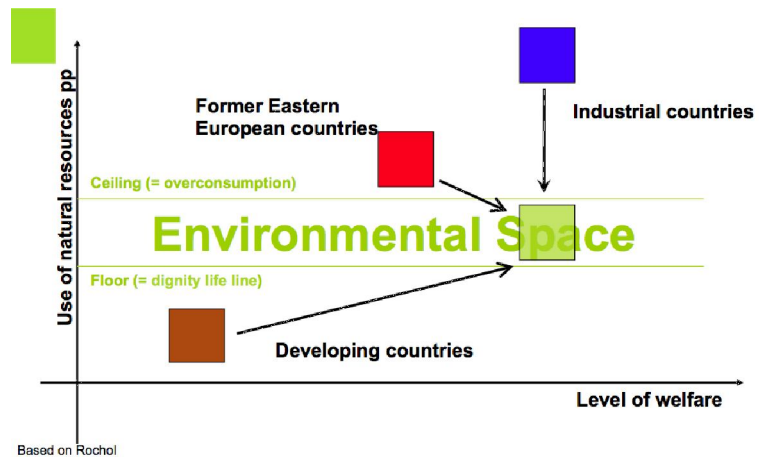 Use of natural resources pp
Former Eastern
European countries
Industrial countries
Ceiling (= overconsumption)
Environmental Space
Floor (= dignity life line)
Developing countries
Level of welfare
Based on Rochol